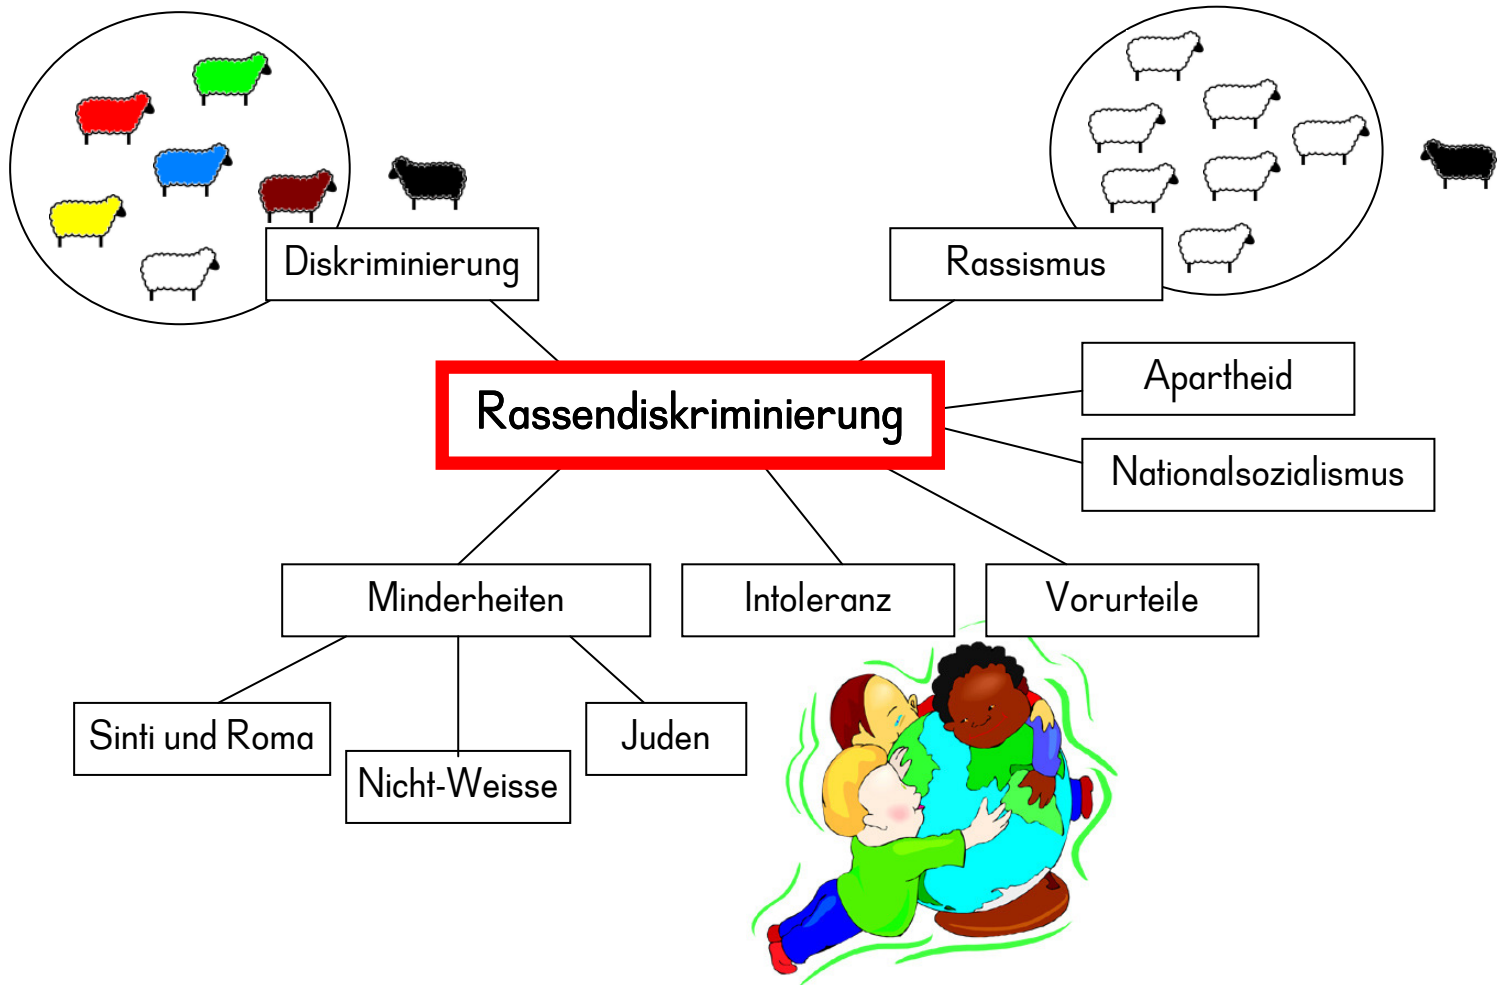 Diskriminierung
Rassismus
Rassendiskriminierung
Apartheid
Nationalsozialismus
Minderheiten
Intoleranz
Vorurteile
Sinti und Roma
Nicht-Weisse
Juden